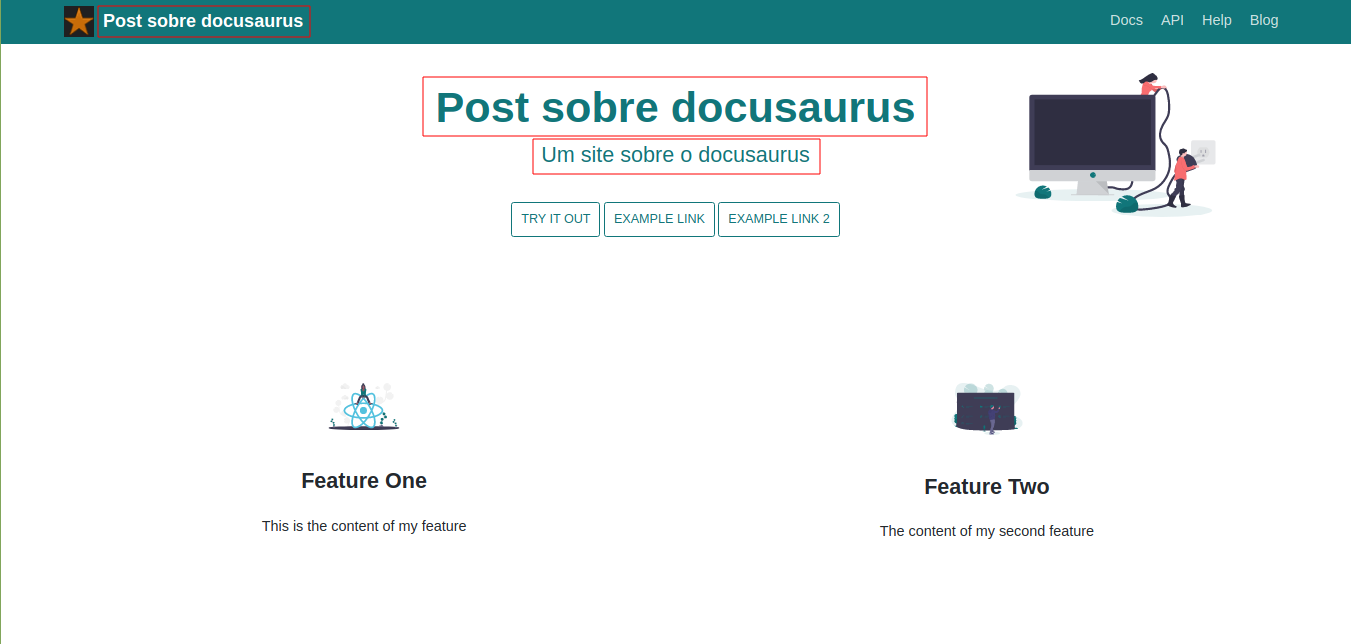 Post sobre docusaurus
Docs API Help Blog
Post sobre docusaurus
Um site sobre o docusaurus
TRY IT OUT EXAMPLE LINK EXAMPLE LINK 2
Feature One
This is the content of my feature
Feature Two
The content of my second feature